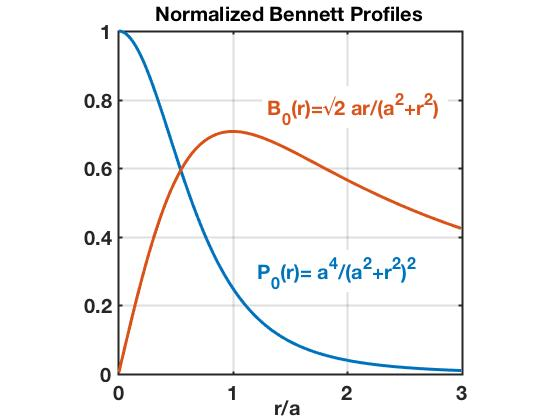 Normalized Bennett Profiles
1
0.8
0.6
0.4
0.2
0
B₀(r)=√2 ar/(a²+r²)
P₀(r)= a⁴/(a²+r²)²
0
1
2
3
r/a